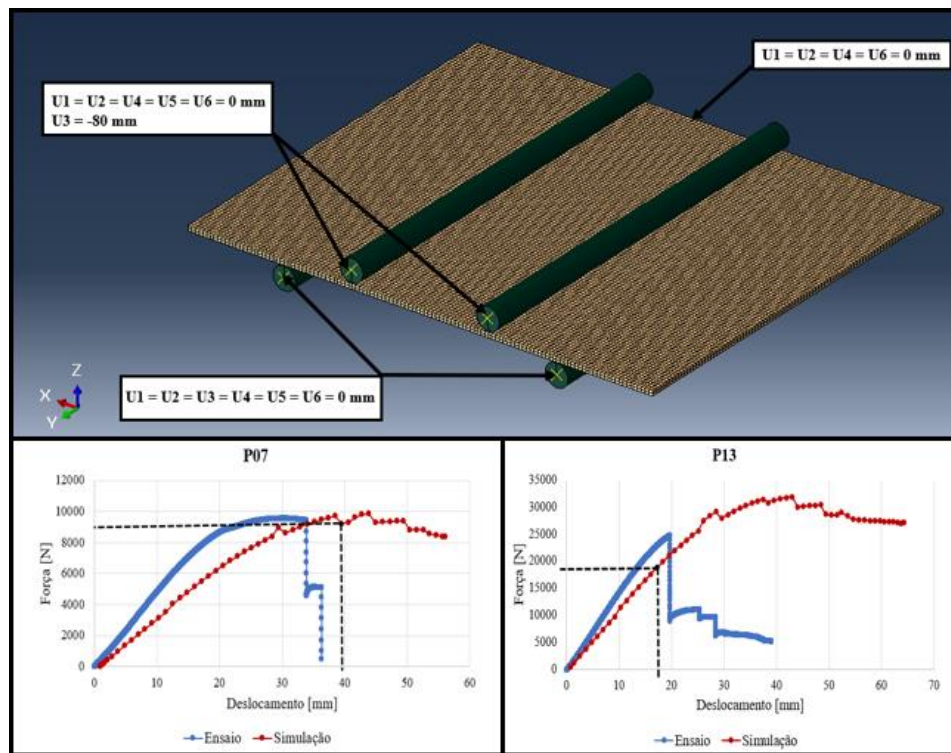 U1 = U2 = U4 = U6 = 0 mm
U1 = U2 = U4 = U5 = U6 = 0 mm
U3 = -80 mm
U1 = U2 = U3 = U4 = U5 = U6 = 0 mm
Z
X
Y
P07
Força [N]
12000
10000
8000
6000
4000
2000
0
0 10 20 30 40 50 60
Deslocamento [mm]
Ensaio Simulação
P13
Força [N]
35000
30000
25000
20000
15000
10000
5000
0
0 10 20 30 40 50 60 70
Deslocamento [mm]
Ensaio Simulação